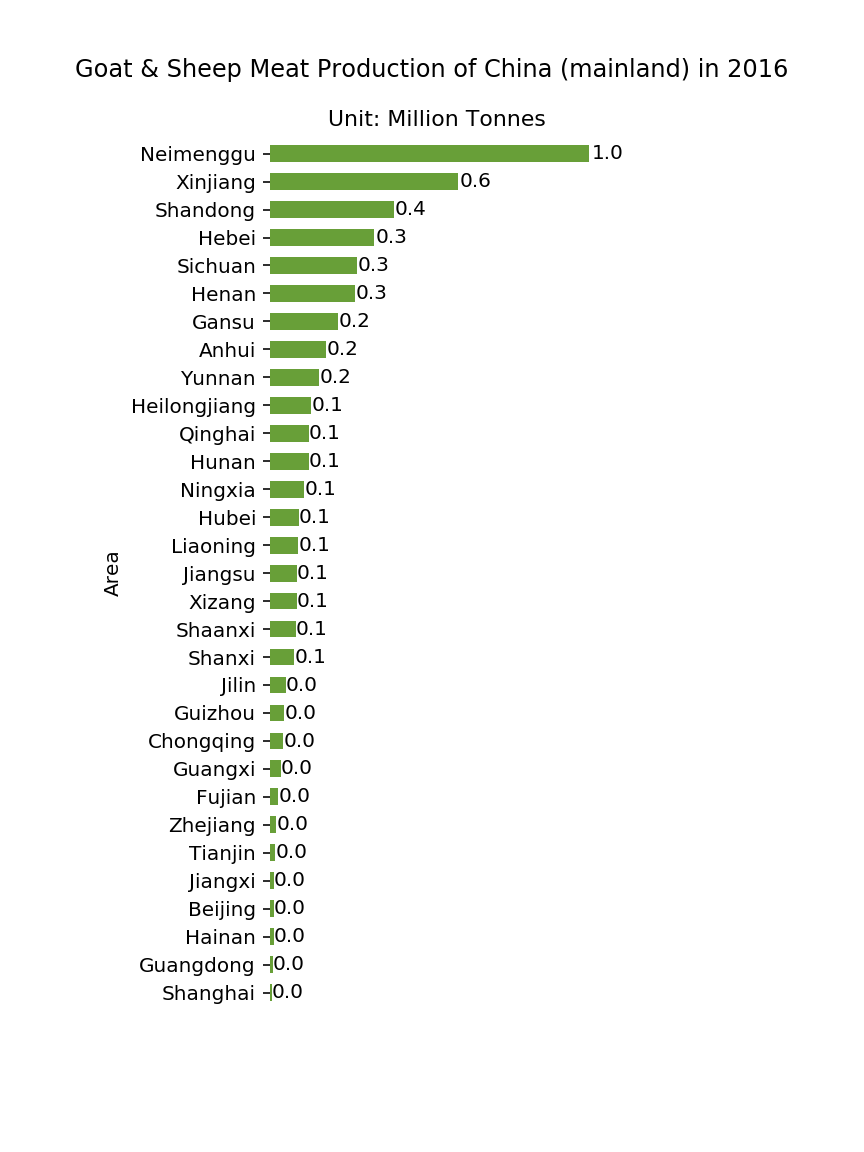 Goat & Sheep Meat Production of China (mainland) in 2016
Unit: Million Tonnes
Neimenggu 1.0
Xinjiang 0.6
Shandong 0.4
Hebei 0.3
Sichuan 0.3
Henan 0.3
Gansu 0.2
Anhui 0.2
Yunnan 0.2
Heilongjiang 0.1
Qinghai 0.1
Hunan 0.1
Ningxia 0.1
Hubei 0.1
Liaoning 0.1
Jiangsu 0.1
Xizang 0.1
Shaanxi 0.1
Shanxi 0.1
Jilin 0.0
Guizhou 0.0
Chongqing 0.0
Guangxi 0.0
Fujian 0.0
Zhejiang 0.0
Tianjin 0.0
Jiangxi 0.0
Beijing 0.0
Hainan 0.0
Guangdong 0.0
Shanghai 0.0
Area